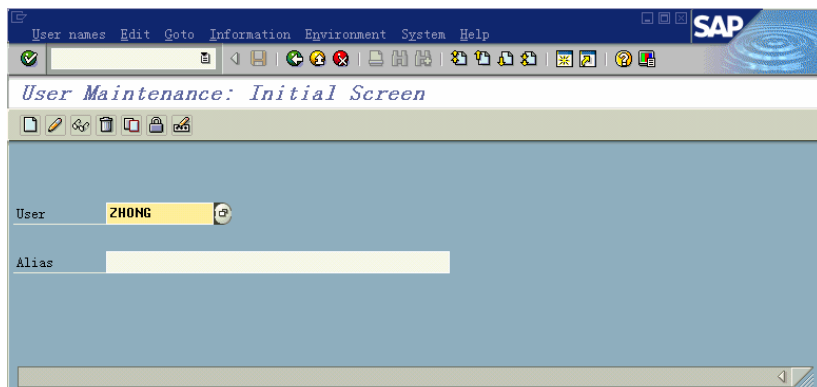 User names Edit Goto Information Environment System Help
SAP
User Maintenance: Initial Screen
User ZHONG
Alias